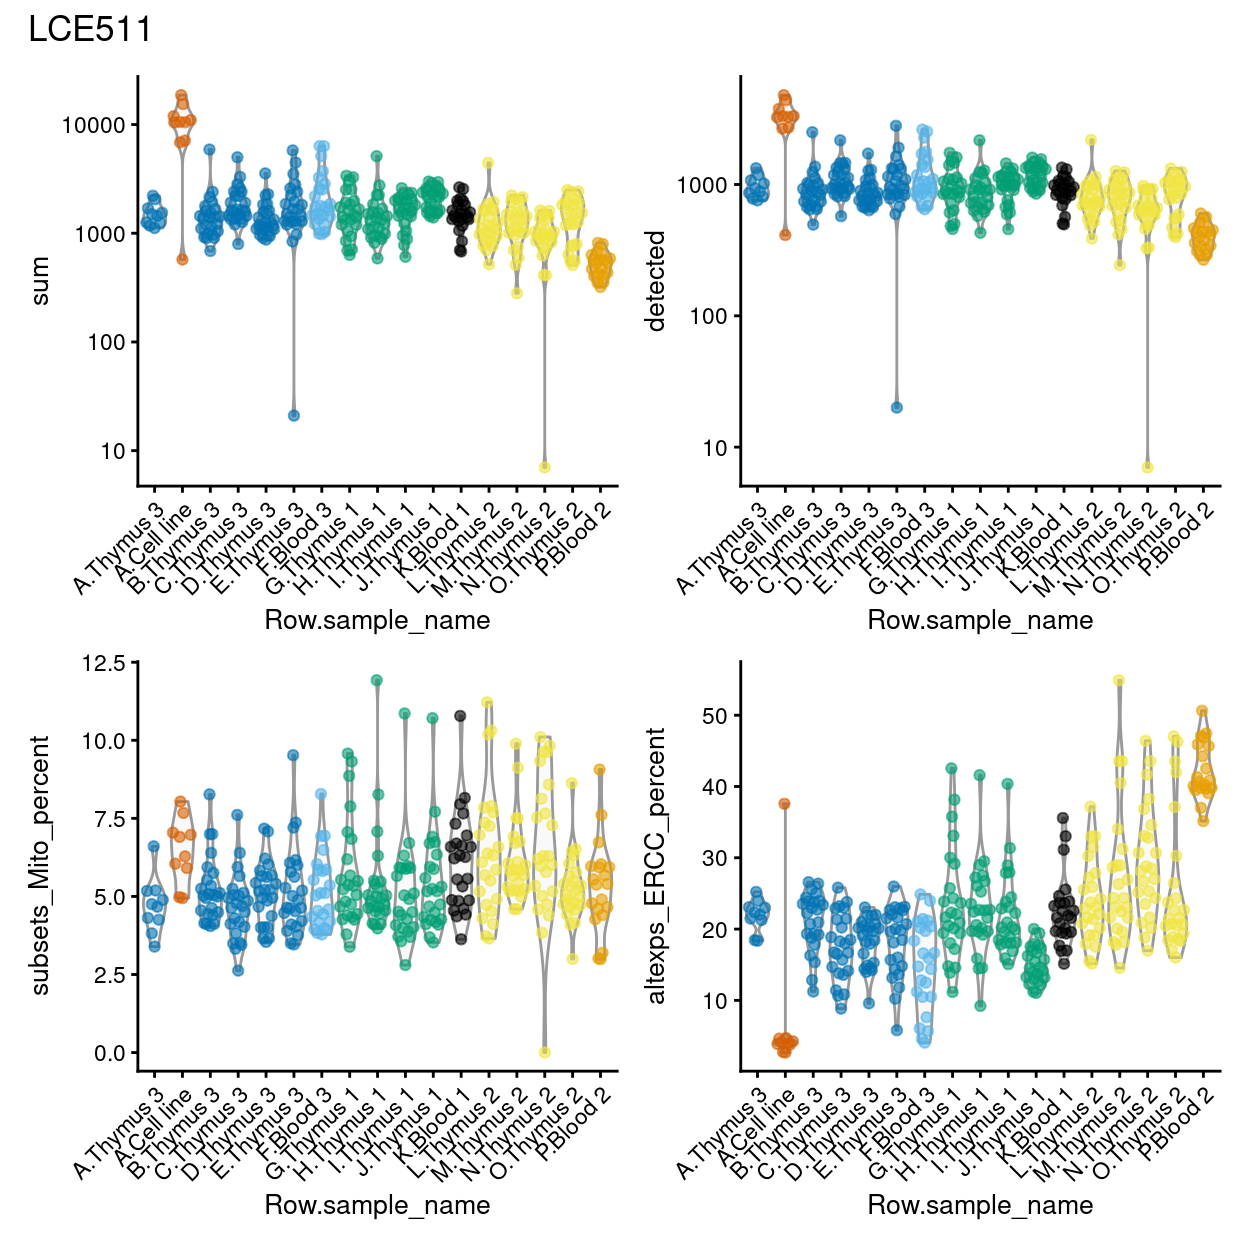 LCE511
sum
10000
1000
100
10
A.Thymus 3
A.Cell line
B.Thymus 3
C.Thymus 3
D.Thymus 3
E.Thymus 3
F.Blood 3
G.Thymus 1
H.Thymus 1
I.Thymus 1
J.Thymus 1
K.Blood 1
L.Thymus 2
M.Thymus 2
N.Thymus 2
O.Thymus 2
P.Blood 2
Row.sample_name
detected
1000
100
10
A.Thymus 3
A.Cell line
B.Thymus 3
C.Thymus 3
D.Thymus 3
E.Thymus 3
F.Blood 3
G.Thymus 1
H.Thymus 1
I.Thymus 1
J.Thymus 1
K.Blood 1
L.Thymus 2
M.Thymus 2
N.Thymus 2
O.Thymus 2
P.Blood 2
Row.sample_name
subsets_Mito_percent
12.5
10.0
7.5
5.0
2.5
0.0
A.Thymus 3
A.Cell line
B.Thymus 3
C.Thymus 3
D.Thymus 3
E.Thymus 3
F.Blood 3
G.Thymus 1
H.Thymus 1
I.Thymus 1
J.Thymus 1
K.Blood 1
L.Thymus 2
M.Thymus 2
N.Thymus 2
O.Thymus 2
P.Blood 2
Row.sample_name
altexps_ERCC_percent
50
40
30
20
10
A.Thymus 3
A.Cell line
B.Thymus 3
C.Thymus 3
D.Thymus 3
E.Thymus 3
F.Blood 3
G.Thymus 1
H.Thymus 1
I.Thymus 1
J.Thymus 1
K.Blood 1
L.Thymus 2
M.Thymus 2
N.Thymus 2
O.Thymus 2
P.Blood 2
Row.sample_name